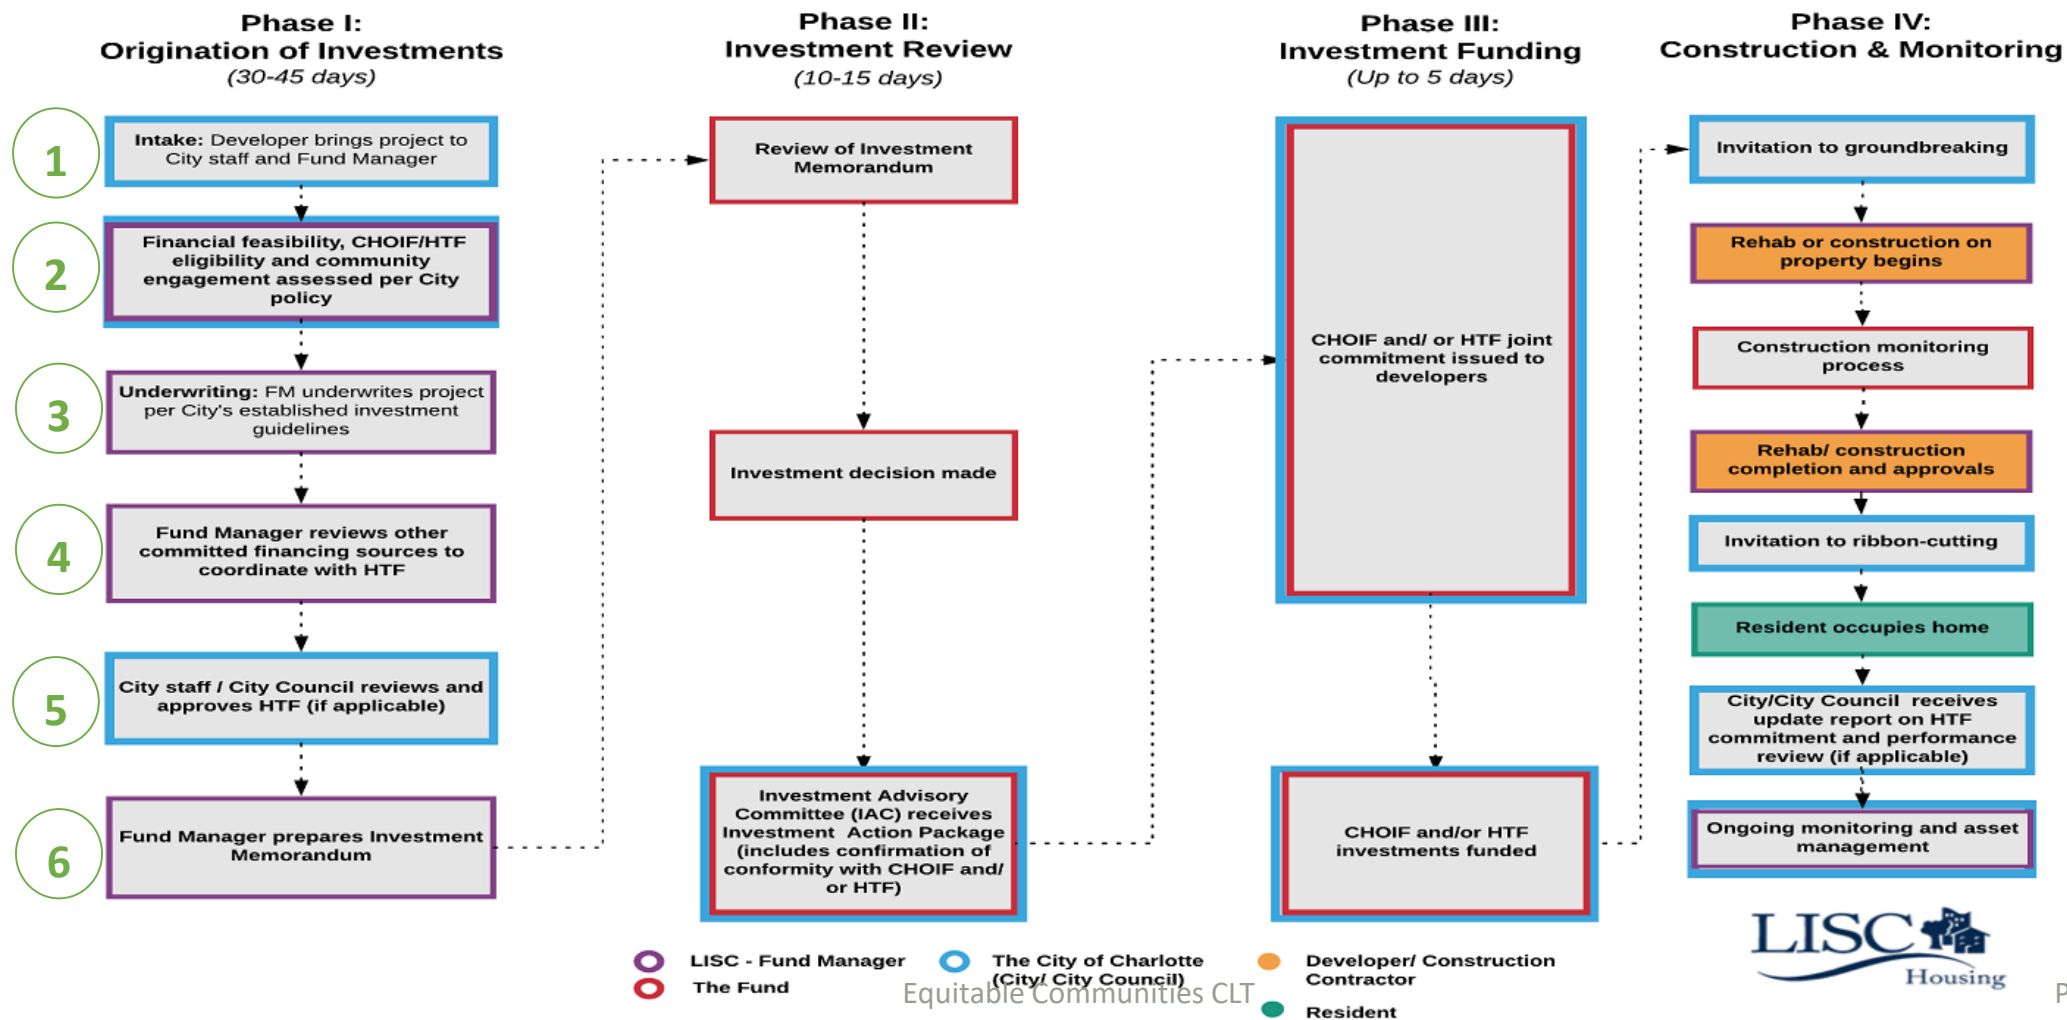 Phase I:
Origination of Investments
(30-45 days)
1
Intake: Developer brings project to
City staff and Fund Manager
2
Financial feasibility, CHOIF/HTF
eligibility and community
engagement assessed per City
policy
3
Underwriting: FM underwrites project
per City's established investment
guidelines
4
Fund Manager reviews other
committed financing sources to
coordinate with HTF
5
City staff / City Council reviews and
approves HTF (if applicable)
6
Fund Manager prepares Investment
Memorandum
Phase II:
Investment Review
(10-15 days)
Review of Investment
Memorandum
Investment decision made
Investment Advisory
Committee (IAC) receives
Investment Action Package
(includes confirmation of
conformity with CHOIF and/
or HTF)
Phase III:
Investment Funding
(Up to 5 days)
CHOIF and/ or HTF joint
commitment issued to
developers
CHOIF and/or HTF
investments funded
Phase IV:
Construction & Monitoring
Invitation to groundbreaking
Rehab or construction on
property begins
Construction monitoring
process
Rehab/ construction
completion and approvals
Invitation to ribbon-cutting
Resident occupies home
City/City Council receives
update report on HTF
commitment and performance
review (if applicable)
Ongoing monitoring and asset
management
LISC - Fund Manager
The Fund
The City of Charlotte
(City/ City Council)
Developer/ Construction
Contractor
Resident
Equitable Communities CLT
LISC
Housing
P